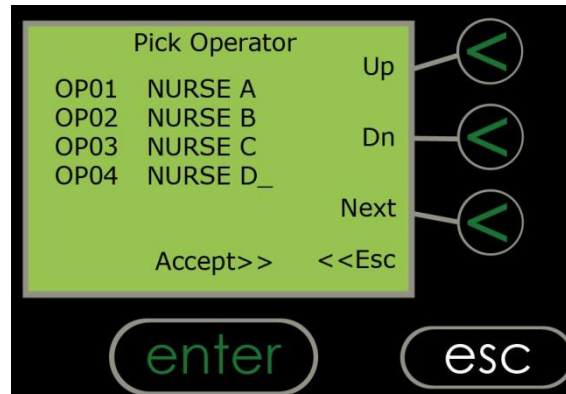 Pick Operator
Up
OP01 NURSE A
OP02 NURSE B
OP03 NURSE C
Dn
OP04 NURSE D_
Next
Accept>> <<Esc
<
<
<
enter
esc